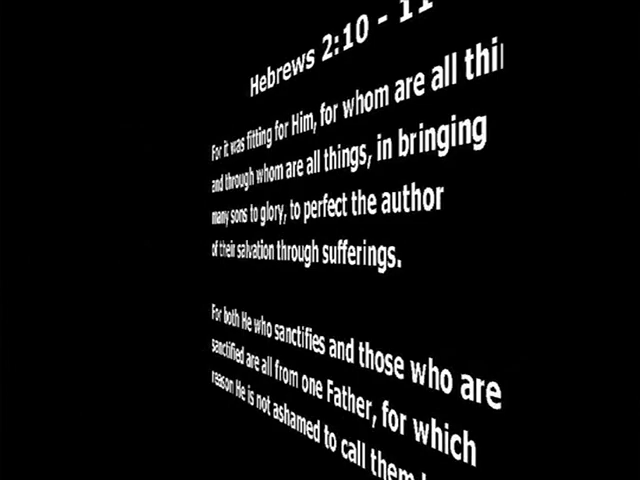 Hebrews 2:10 - 11
For it was fitting for Him, for whom are all thi
and through whom are all things, in bringing
many sons to glory, to perfect the author
of their salvation through sufferings.
For both He who sanctifies and those who are
sanctified are all from one Father, for which
reason He is not ashamed to call them